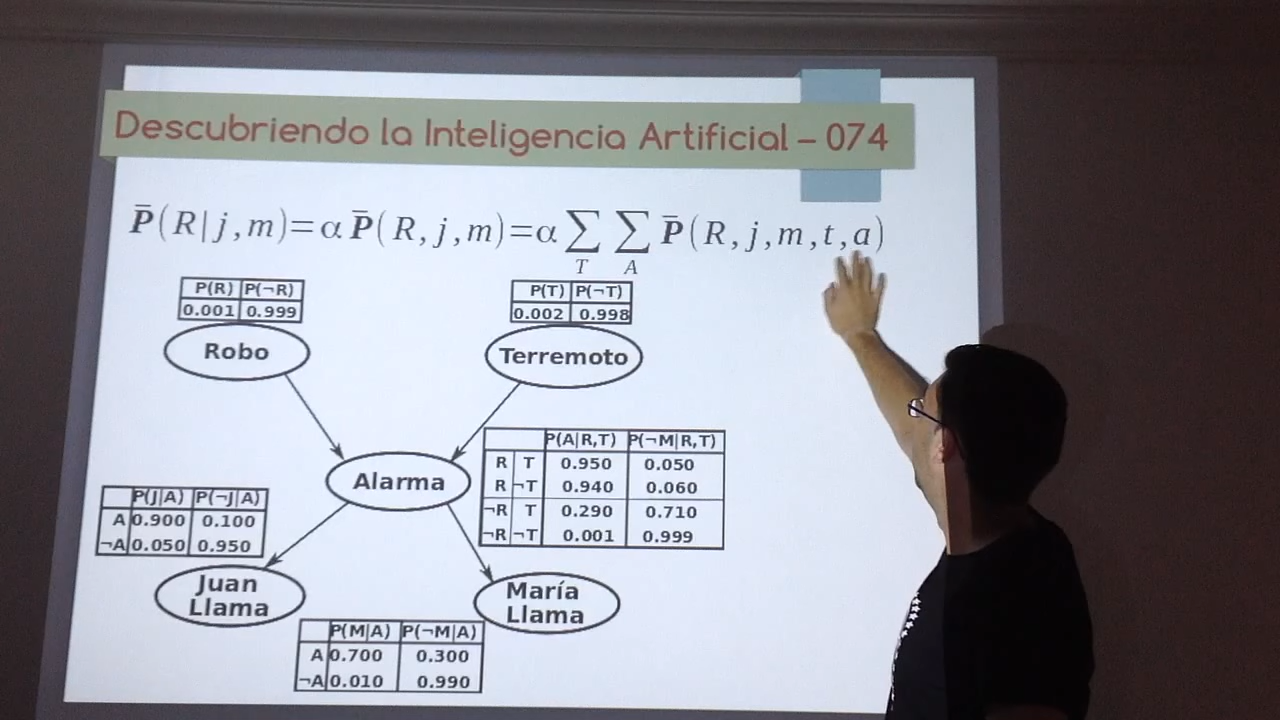 Descubriendo la Inteligencia Artificial – 074
P̄(R|j,m)=αP̄(R,j,m)=α∑∑P̄(R,j,m,t,a)
T A
P(R) P(¬R)
0.001 0.999
Robo
P(T) P(¬T)
0.002 0.998
Terremoto
Alarma
P(A|R,T) P(¬M|R,T)
R T 0.950 0.050
R ¬T 0.940 0.060
¬R T 0.290 0.710
¬R ¬T 0.001 0.999
P(J|A) P(¬J|A)
A 0.900 0.100
¬A 0.050 0.950
Juan
Llama
María
Llama
P(M|A) P(¬M|A)
A 0.700 0.300
¬A 0.010 0.990